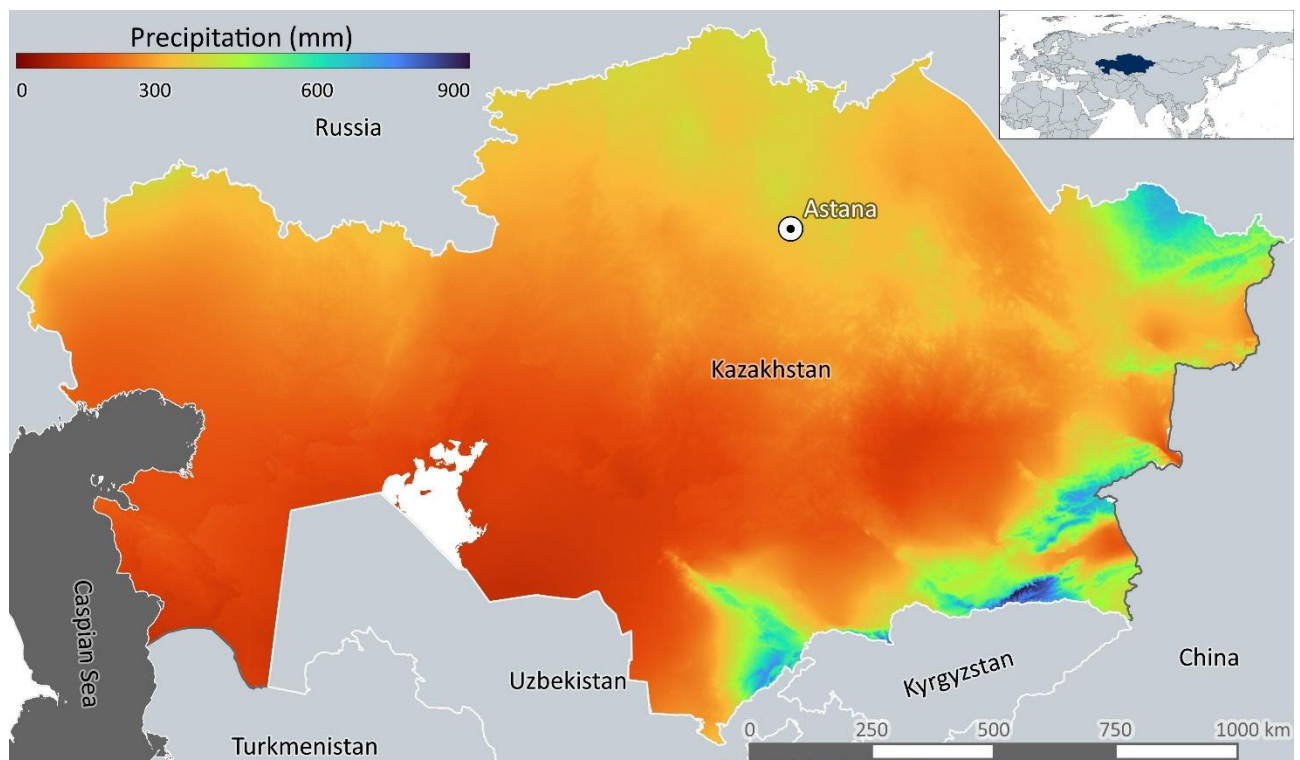 Precipitation (mm)
0 300 600 900
Russia
Astana
Kazakhstan
Caspian Sea
Uzbekistan
Kyrgyzstan
China
Turkmenistan
0 250 500 750 1000 km